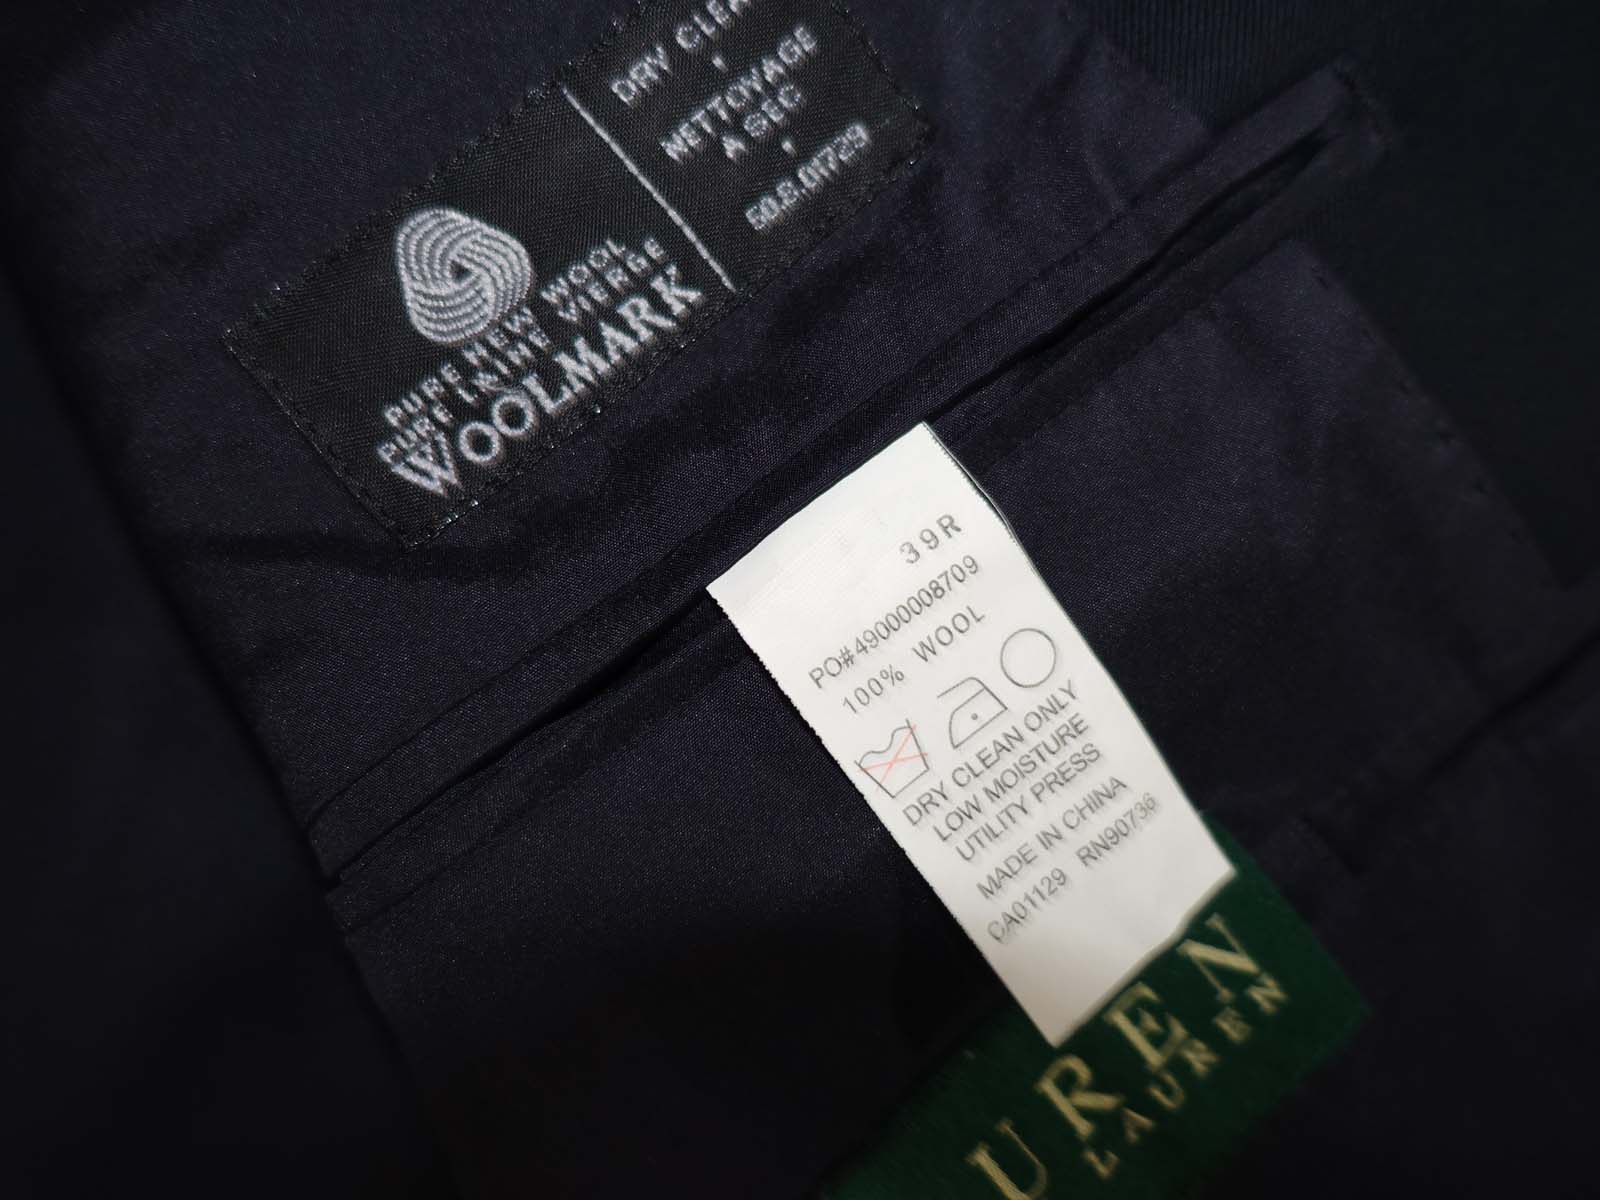 PURE NEW WOOL
PURE LAINE VIERGE
WOOLMARK
DRY CLEA
NETTOYAGE
A SEC
39R
PO#49000008709
100% WOOL
DRY CLEAN ONLY
LOW MOISTURE
UTILITY PRESS
MADE IN CHINA
CA01129 RN90736
UREN
LAUREN